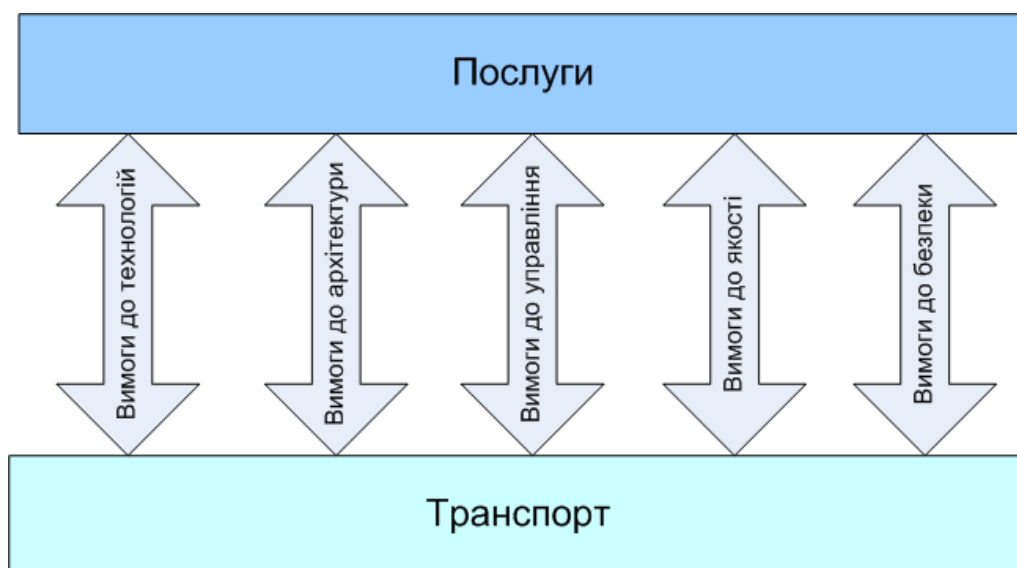 Послуги
Вимоги до технологій
Вимоги до архітектури
Вимоги до управління
Вимоги до якості
Вимоги до безпеки
Транспорт